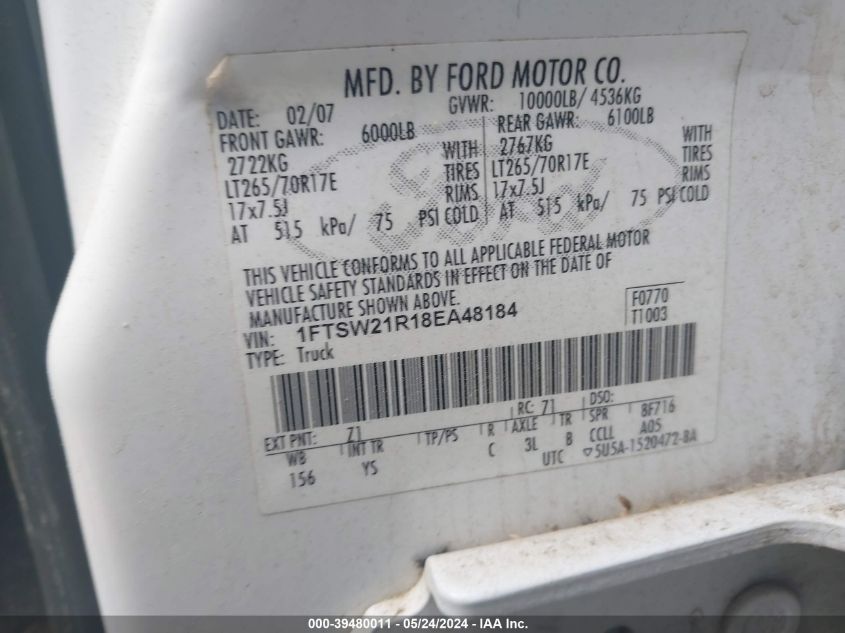 MFD. BY FORD MOTOR CO.
DATE: 02/07 GVWR: 10000LB/ 4536KG
FRONT GAWR: 6000LB REAR GAWR: 6100LB
2722KG WITH 2767KG WITH
LT265/70R17E TIRES LT265/70R17E TIRES
17x7.5J RIMS 17x7.5J RIMS
AT 515 kPa/ 75 PSI COLD AT 515 kPa/ 75 PSI COLD
THIS VEHICLE CONFORMS TO ALL APPLICABLE FEDERAL MOTOR
VEHICLE SAFETY STANDARDS IN EFFECT ON THE DATE OF
MANUFACTURE SHOWN ABOVE.
VIN: 1FTSW21R18EA48184 F0770
TYPE: Truck T1003
EXT PNT: Z1 RC: 71 DSO:
WB INT TR TP/PS R AXLE TR SPR 8F716
156 YS C 3L B CCLL A05
UTC ▽5U5A-1520472-BA
000-39480011 - 05/24/2024 - IAA Inc.